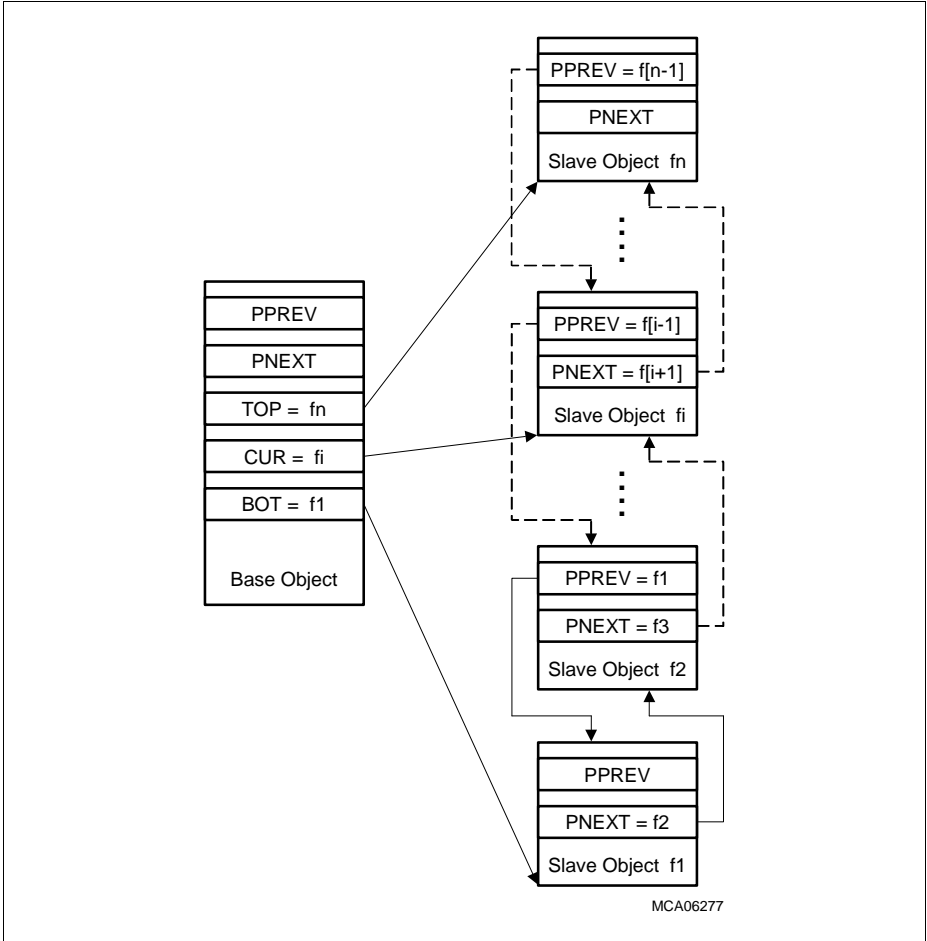 PPREV = f[n-1]
PNEXT
Slave Object fn
PPREV
PNEXT
TOP = fn
CUR = fi
BOT = f1
Base Object
PPREV = f[i-1]
PNEXT = f[i+1]
Slave Object fi
PPREV = f1
PNEXT = f3
Slave Object f2
PPREV
PNEXT = f2
Slave Object f1
MCA06277